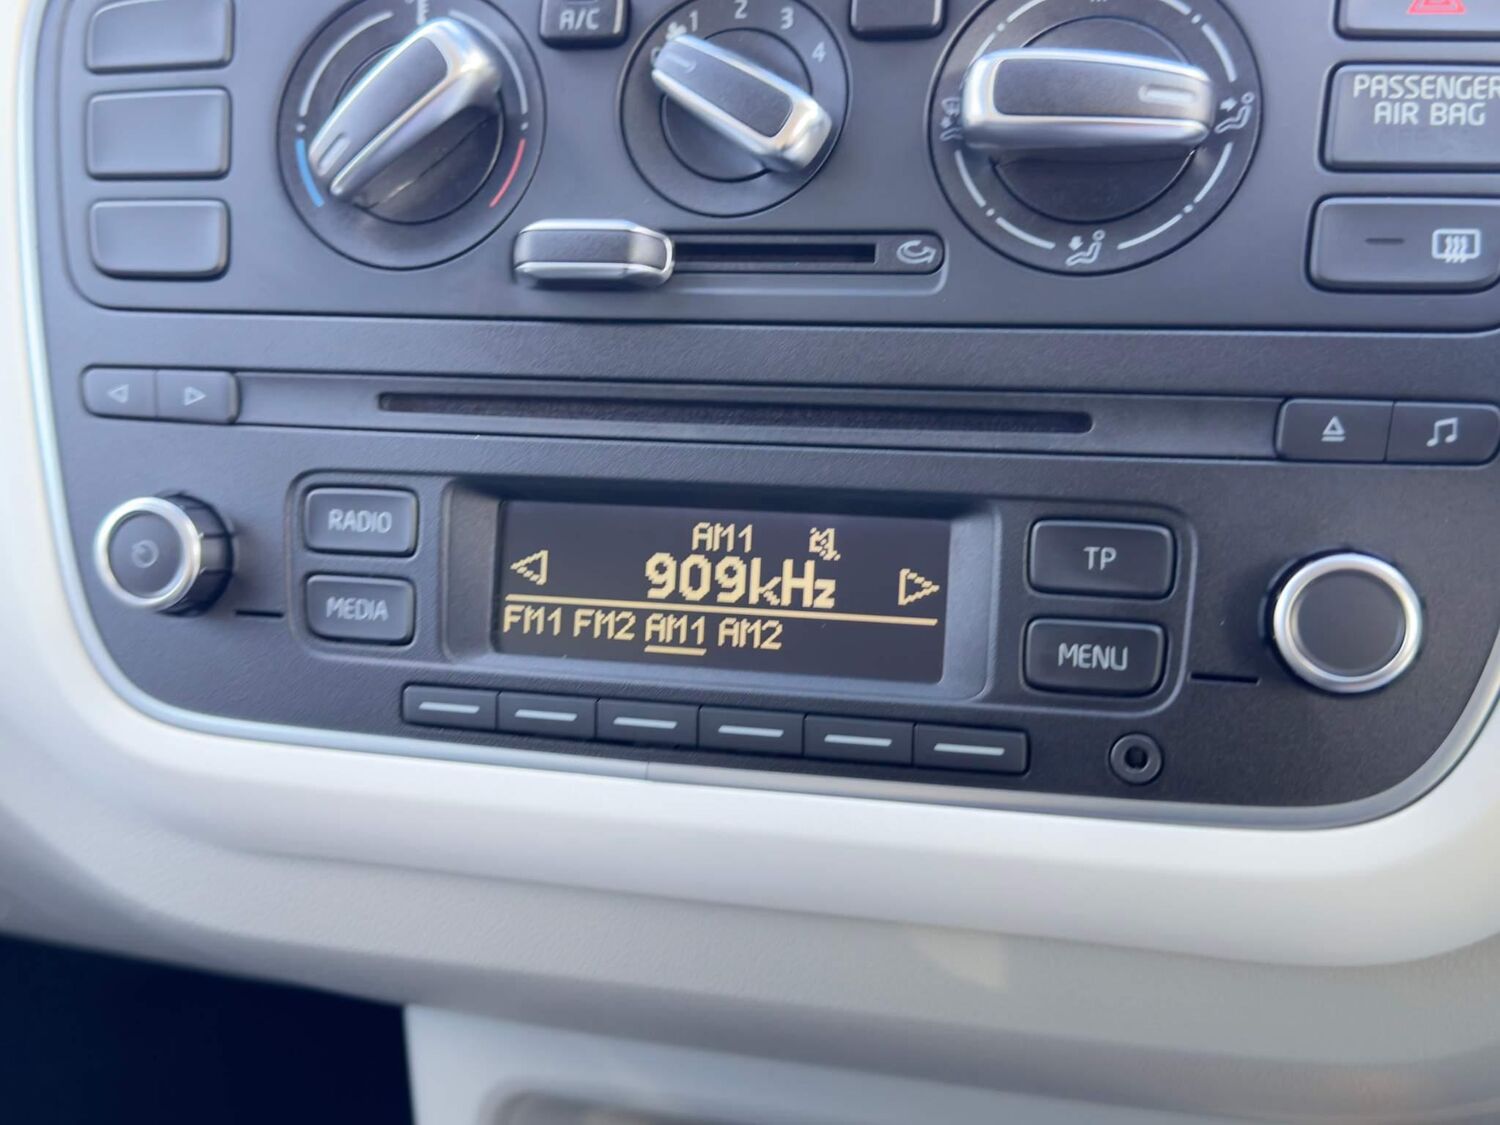 A/C
1 2 3 4
PASSENGER
AIR BAG
RADIO
MEDIA
AM1
909kHz
FM1 FM2 AM1 AM2
TP
MENU